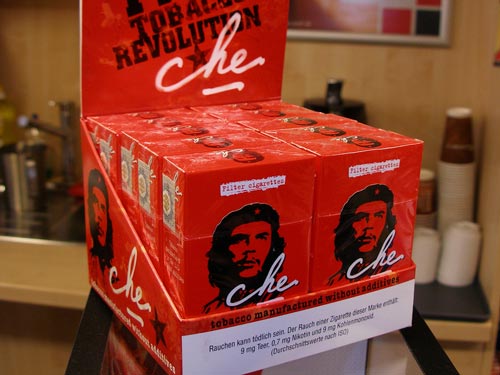 TOBACCO
REVOLUTION
che
Filter cigarettes
Filter cigarettes
che
che
che
tobacco manufactured without additives
Rauchen kann tödlich sein. Der Rauch einer Zigarette dieser Marke enthält:
9 mg Teer, 0,7 mg Nikotin und 9 mg Kohlenmonoxid.
(Durchschnittswerte nach ISO)